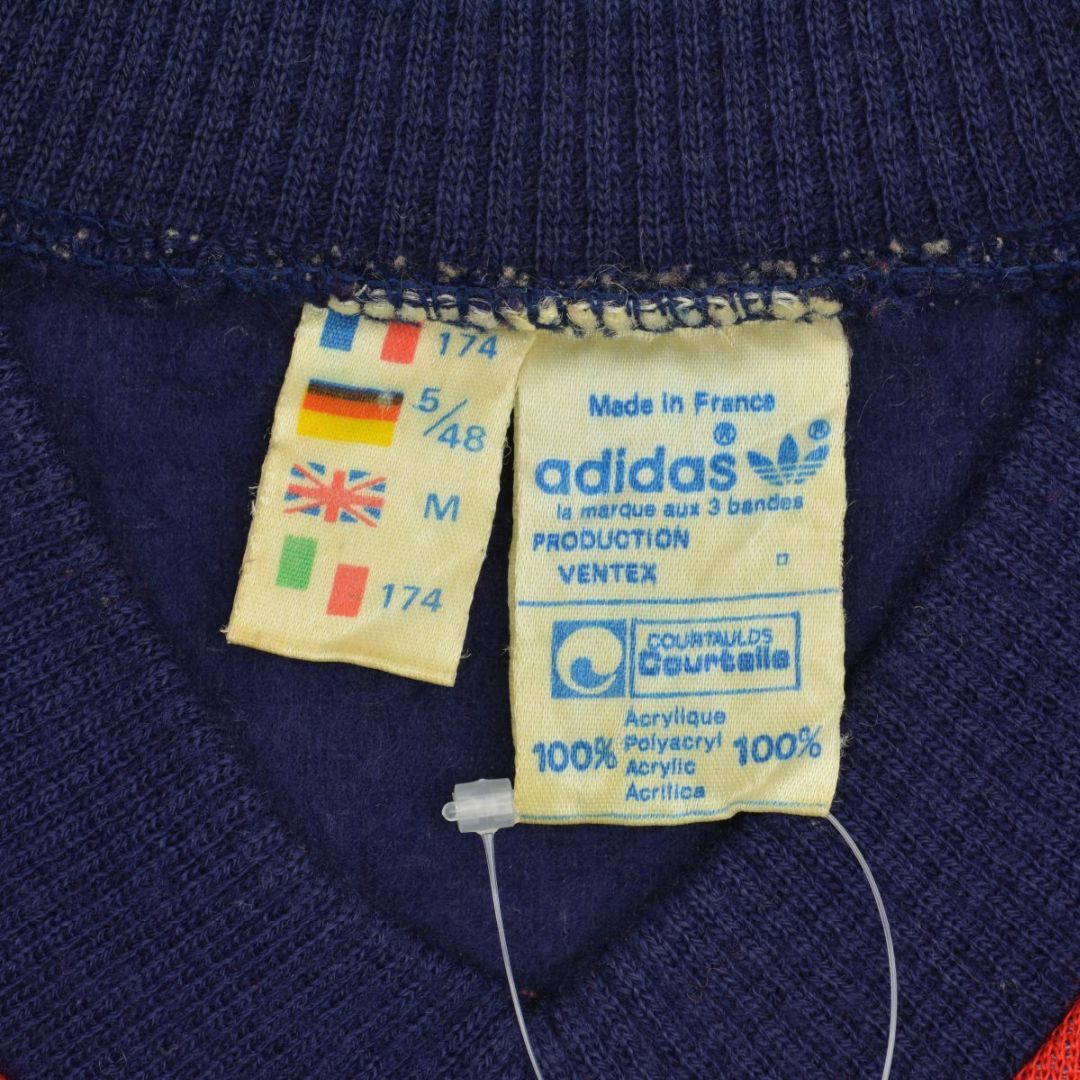 174
5/48
M
174
Made in France
adidas®
®
la marque aux 3 bandes
PRODUCTION
VENTEX
COURTAULDS
Courtelle
Acrylique
100% Polyacryl 100%
Acrylic
Acrilica